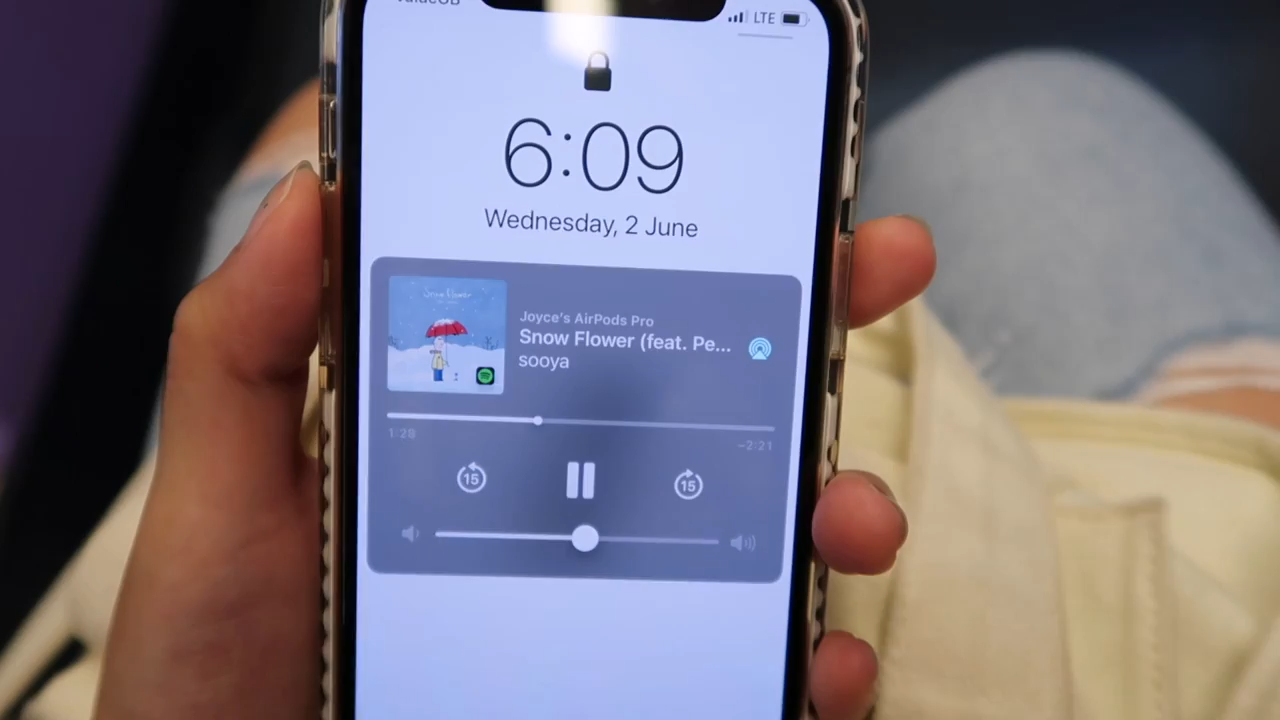 LTE
6:09
Wednesday, 2 June
Snow Flower
Joyce's AirPods Pro
Snow Flower (feat. Pe...
sooya
1:28
-2:21
15
15